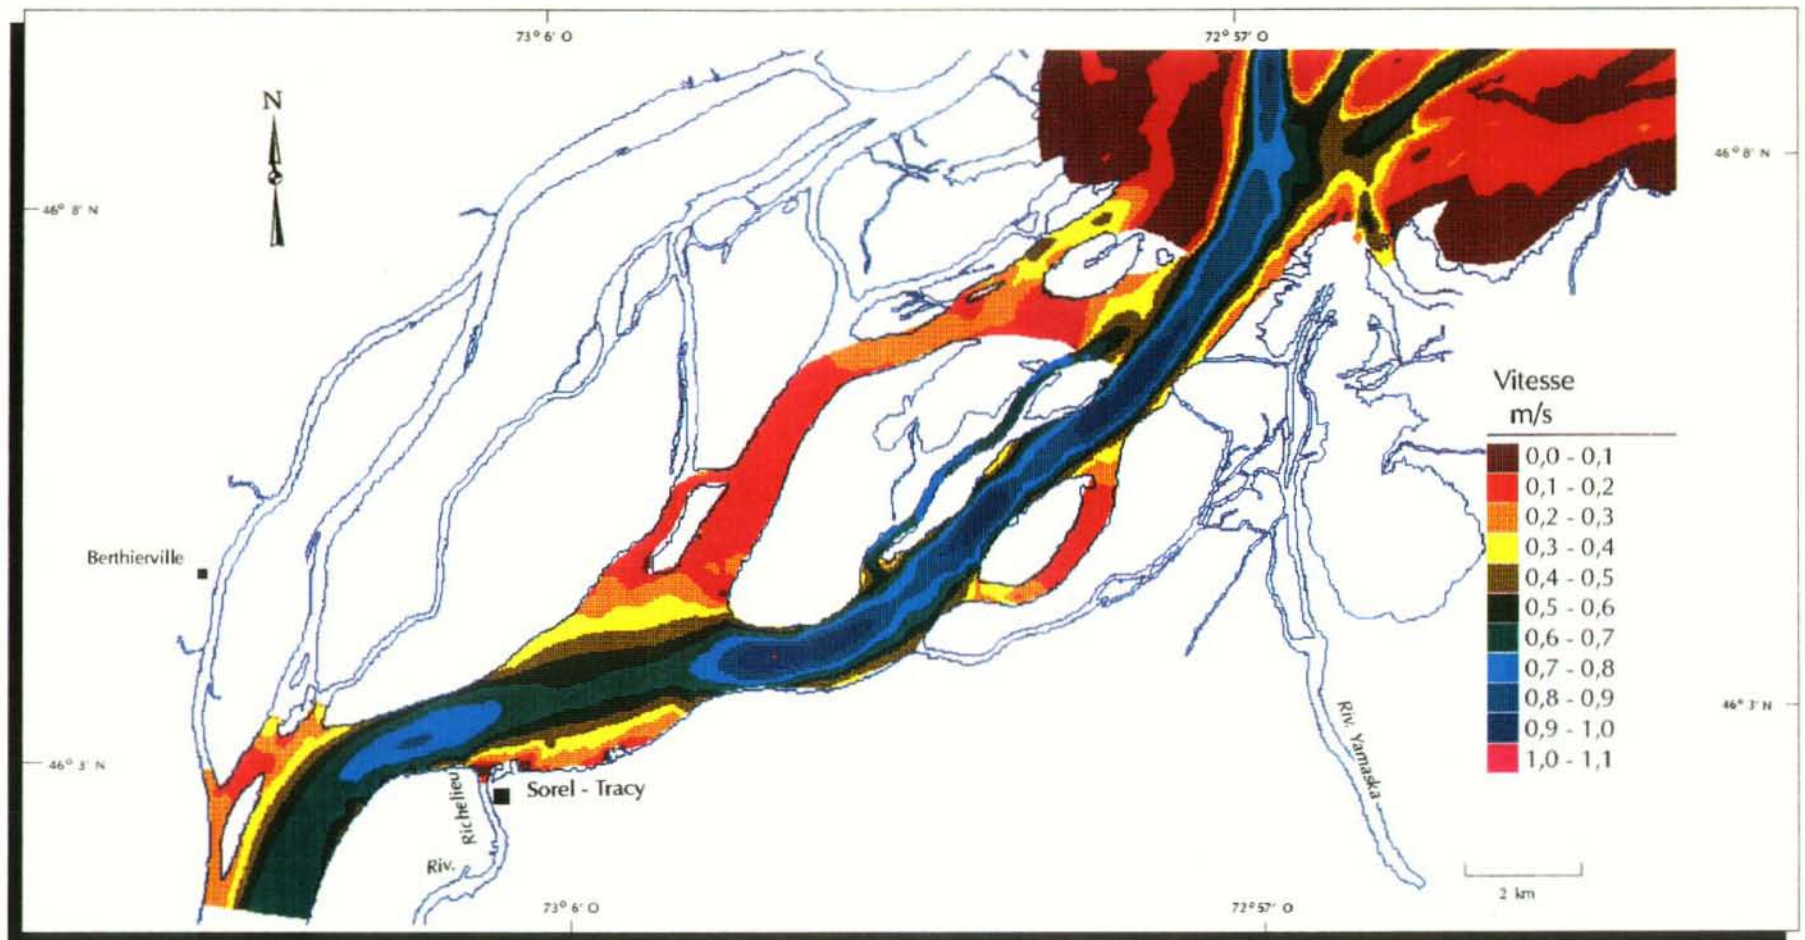 73° 6' O
72° 57' O
N
46° 8' N
46° 8' N
Vitesse
m/s
0,0 - 0,1
0,1 - 0,2
0,2 - 0,3
0,3 - 0,4
0,4 - 0,5
0,5 - 0,6
0,6 - 0,7
0,7 - 0,8
0,8 - 0,9
0,9 - 1,0
1,0 - 1,1
Berthierville
46° 3' N
46° 3' N
Sorel - Tracy
Riv. Richelieu
Riv. Yamaska
2 km
73° 6' O
72° 57' O